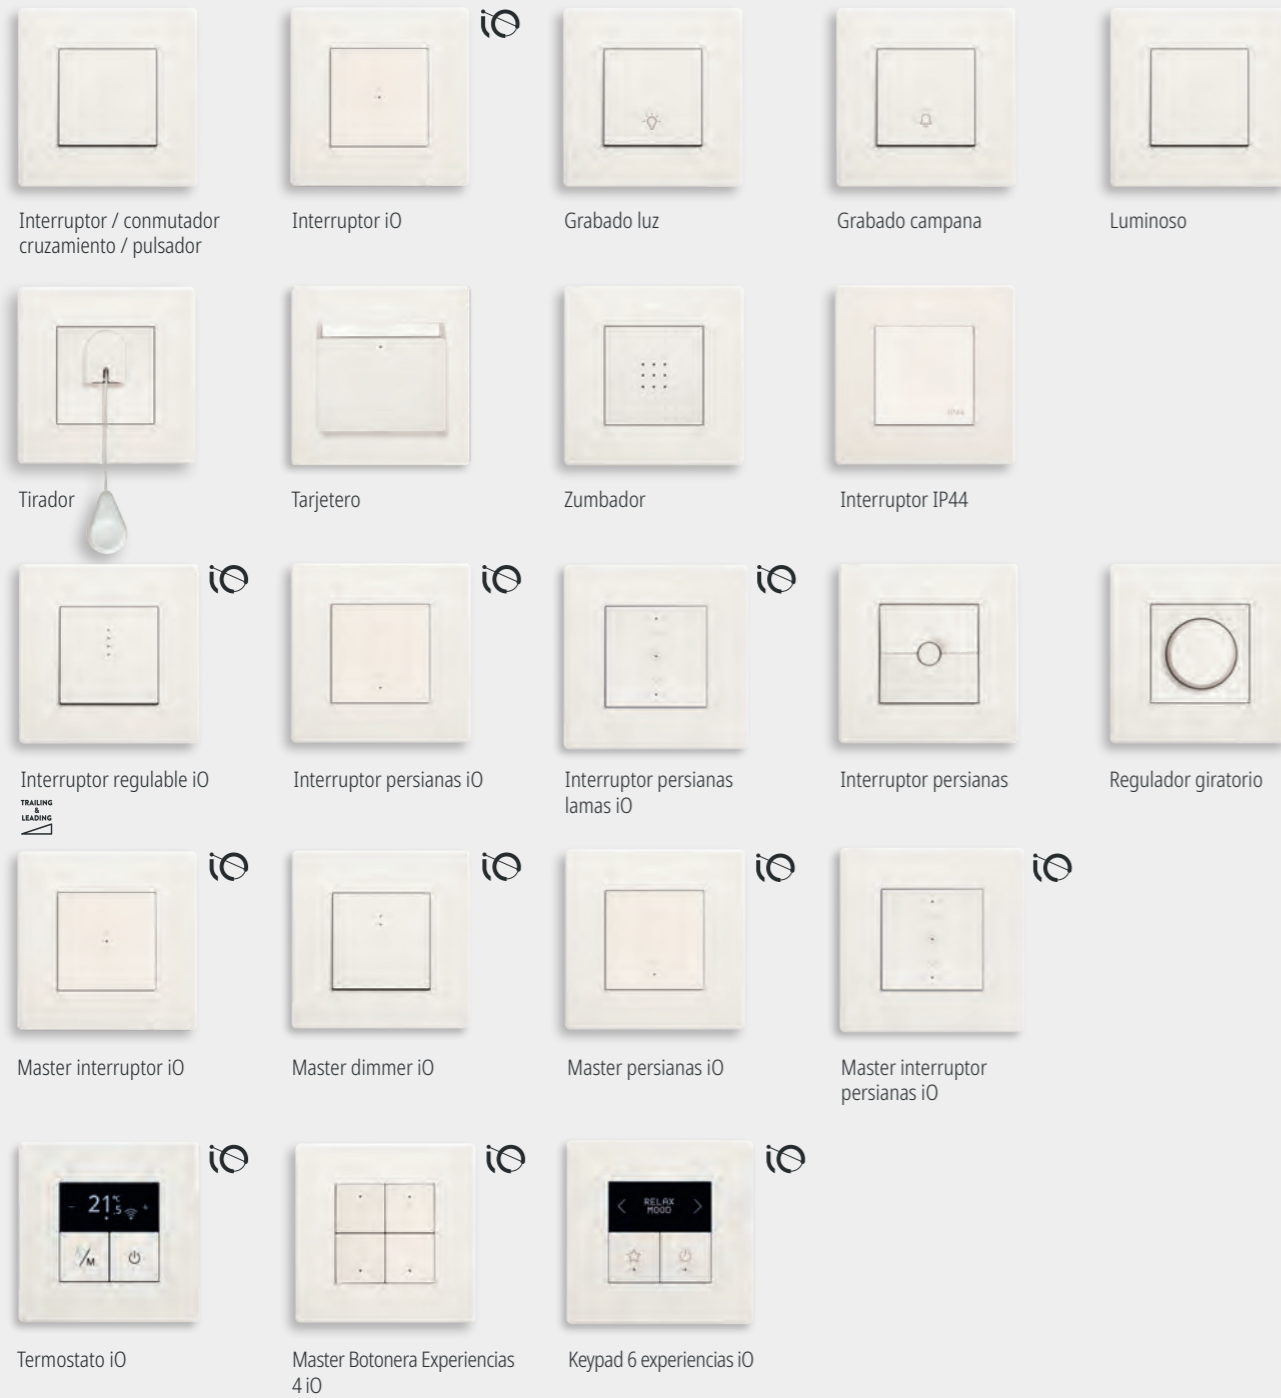 iO
Interruptor / conmutador
cruzamiento / pulsador
Interruptor iO
Grabado luz
Grabado campana
Luminoso
Tirador
Tarjetero
Zumbador
IP44
Interruptor IP44
iO
iO
iO
Interruptor regulable iO
TRAILING
&
LEADING
Interruptor persianas iO
Interruptor persianas
lamas iO
Interruptor persianas
Regulador giratorio
iO
iO
iO
iO
Master interruptor iO
Master dimmer iO
Master persianas iO
Master interruptor
persianas iO
iO
iO
iO
- 21°C .5 +
/M
RELAX
MOOD
Termostato iO
Master Botonera Experiencias
4 iO
Keypad 6 experiencias iO